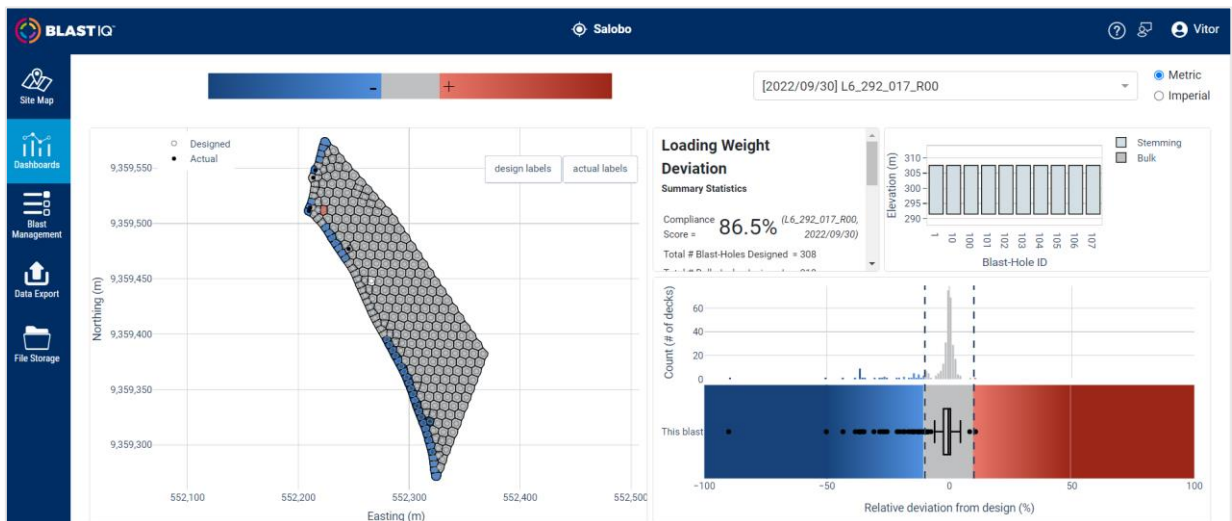 BLASTIQ™
Salobo
Vitor
Site Map
Dashboards
Blast
Management
Data Export
File Storage
-
+
[2022/09/30] L6_292_017_R00
Metric
Imperial
Designed
Actual
design labels
actual labels
9,359,550
9,359,500
9,359,450
9,359,400
9,359,350
9,359,300
Northing (m)
552,100
552,200
552,300
552,400
552,500
Easting (m)
Loading Weight
Deviation
Summary Statistics
Compliance
Score =
86.5%
(L6_292_017_R00,
2022/09/30)
Total # Blast-Holes Designed = 308
Stemming
Bulk
Elevation (m)
310
305
300
295
290
1
10
100
101
102
103
104
105
106
107
Blast-Hole ID
Count (# of decks)
60
40
20
0
This blast
−100
−50
0
50
100
Relative deviation from design (%)